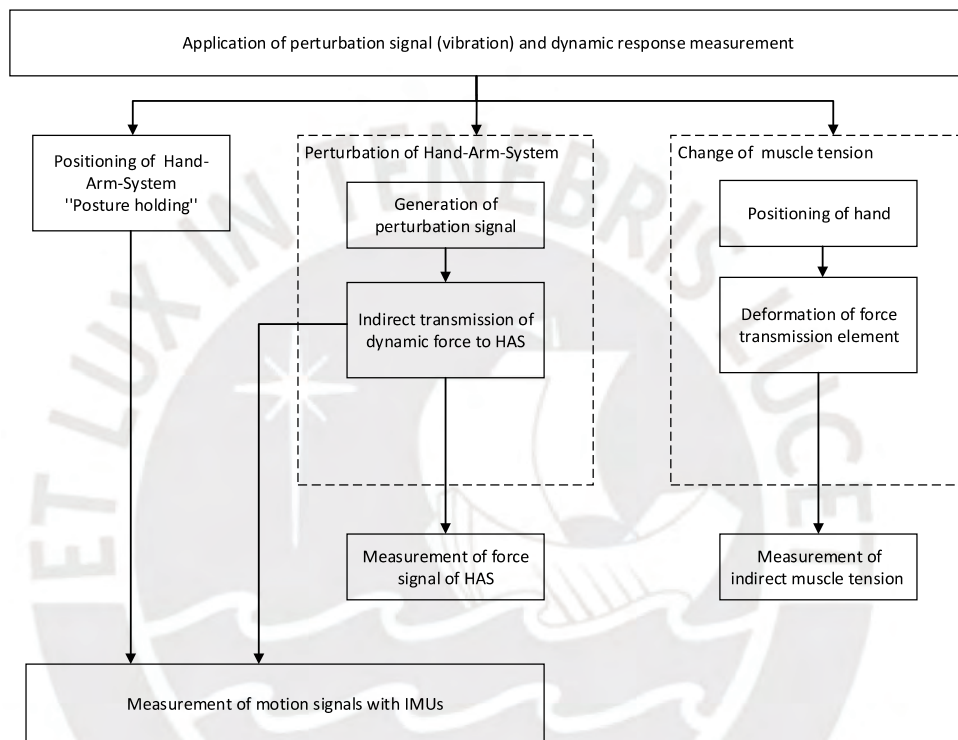 Application of perturbation signal (vibration) and dynamic response measurement
Positioning of Hand-
Arm-System
"Posture holding"
Perturbation of Hand-Arm-System
Generation of
perturbation signal
Indirect transmission of
dynamic force to HAS
Measurement of force
signal of HAS
Change of muscle tension
Positioning of hand
Deformation of force
transmission element
Measurement of
indirect muscle tension
Measurement of motion signals with IMUs
ET LUX IN TENEBRIS LUCET